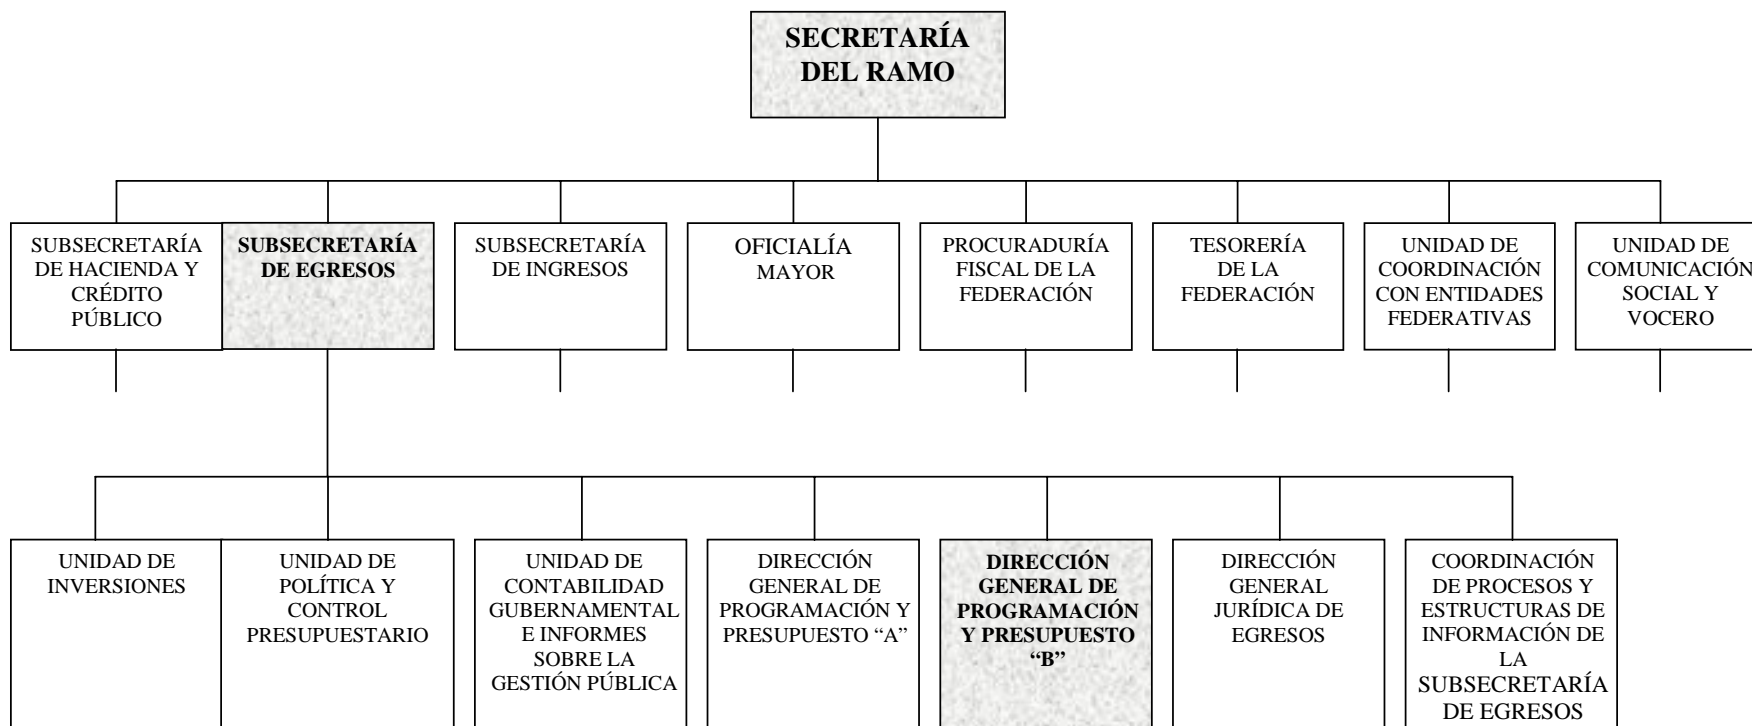 SECRETARÍA
DEL RAMO
SUBSECRETARÍA
DE HACIENDA Y
CRÉDITO
PÚBLICO
SUBSECRETARÍA
DE EGRESOS
SUBSECRETARÍA
DE INGRESOS
OFICIALÍA
MAYOR
PROCURADURÍA
FISCAL DE LA
FEDERACIÓN
TESORERÍA
DE LA
FEDERACIÓN
UNIDAD DE
COORDINACIÓN
CON ENTIDADES
FEDERATIVAS
UNIDAD DE
COMUNICACIÓN
SOCIAL Y
VOCERO
UNIDAD DE
INVERSIONES
UNIDAD DE
POLÍTICA Y
CONTROL
PRESUPUESTARIO
UNIDAD DE
CONTABILIDAD
GUBERNAMENTAL
E INFORMES
SOBRE LA
GESTIÓN PÚBLICA
DIRECCIÓN
GENERAL DE
PROGRAMACIÓN Y
PRESUPUESTO “A”
DIRECCIÓN
GENERAL DE
PROGRAMACIÓN
Y PRESUPUESTO
“B”
DIRECCIÓN
GENERAL
JURÍDICA DE
EGRESOS
COORDINACIÓN
DE PROCESOS Y
ESTRUCTURAS DE
INFORMACIÓN DE
LA
SUBSECRETARÍA
DE EGRESOS